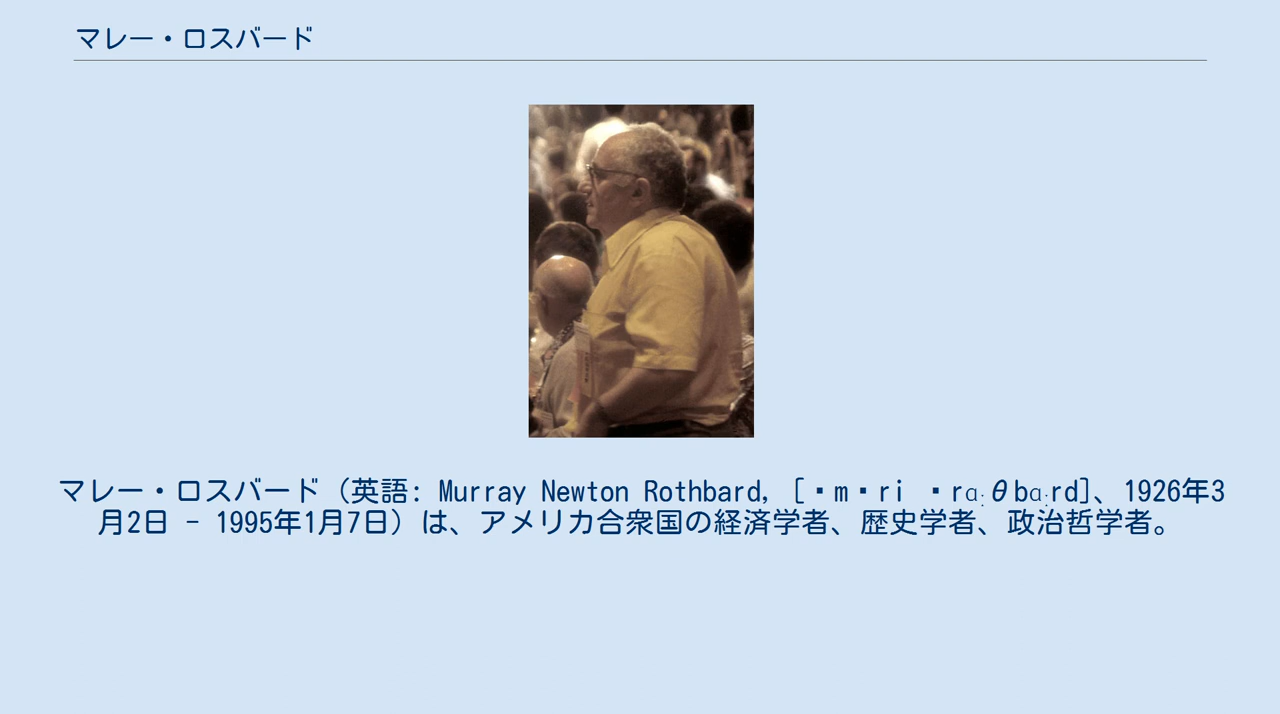 マレー・ロスバード
マレー・ロスバード（英語: Murray Newton Rothbard, [▪m▪ri ▪rɑːθbɑːrd]、1926年3
月2日 - 1995年1月7日）は、アメリカ合衆国の経済学者、歴史学者、政治哲学者。